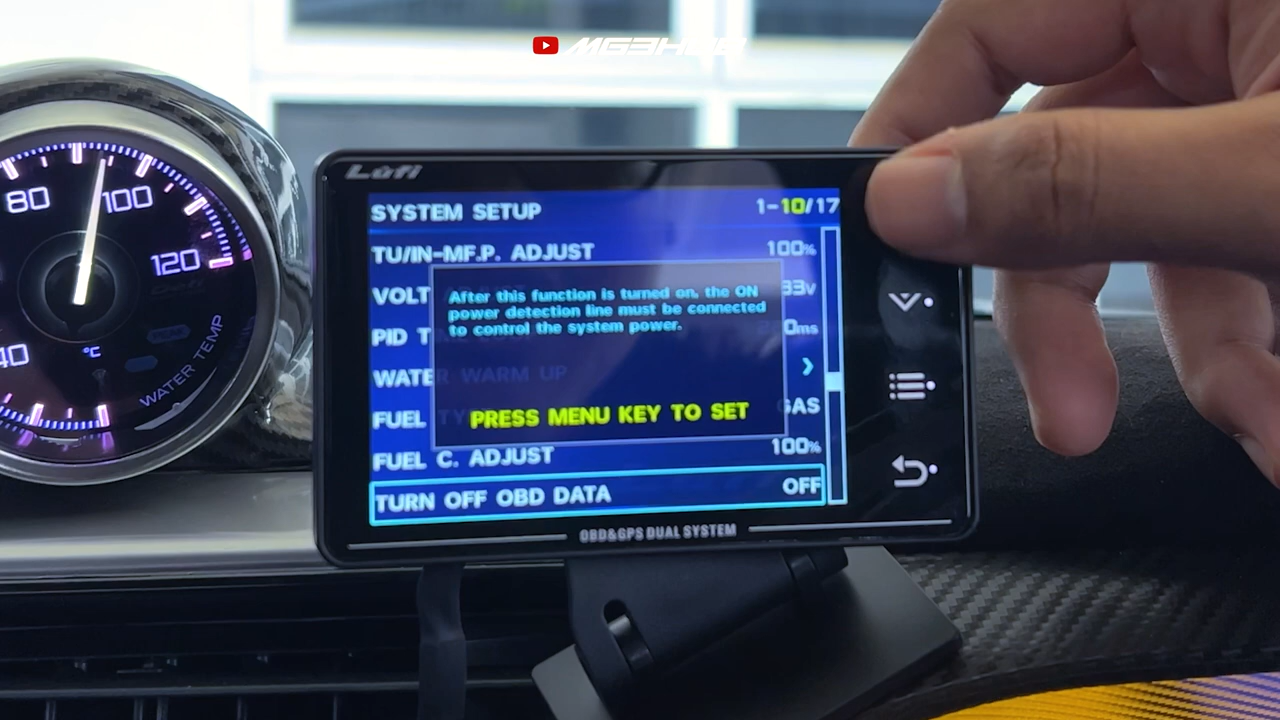 Lufi
SYSTEM SETUP 1-10/17
TU/IN-MF.P. ADJUST 100%
VOLT
PID T
WATER WARM UP
FUEL GAS
FUEL C. ADJUST 100%
TURN OFF OBD DATA OFF
After this function is turned on, the ON
power detection line must be connected
to control the system power.
PRESS MENU KEY TO SET
OBD&GPS DUAL SYSTEM
80
100
120
40
°C
WATER TEMP